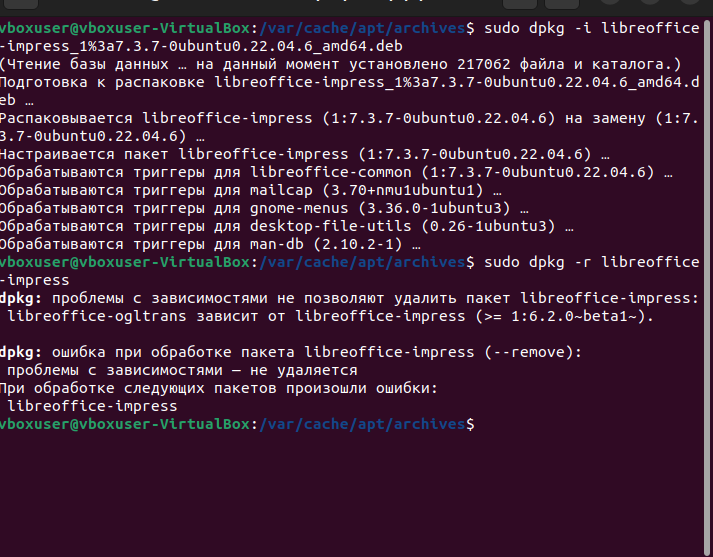 vboxuser@vboxuser-VirtualBox:/var/cache/apt/archives$ sudo dpkg -i libreoffice
-impress_1%3a7.3.7-0ubuntu0.22.04.6_amd64.deb
(Чтение базы данных … на данный момент установлено 217062 файла и каталога.)
Подготовка к распаковке libreoffice-impress_1%3a7.3.7-0ubuntu0.22.04.6_amd64.d
eb …
Распаковывается libreoffice-impress (1:7.3.7-0ubuntu0.22.04.6) на замену (1:7.
3.7-0ubuntu0.22.04.6) …
Настраивается пакет libreoffice-impress (1:7.3.7-0ubuntu0.22.04.6) …
Обрабатываются триггеры для libreoffice-common (1:7.3.7-0ubuntu0.22.04.6) …
Обрабатываются триггеры для mailcap (3.70+nmu1ubuntu1) …
Обрабатываются триггеры для gnome-menus (3.36.0-1ubuntu3) …
Обрабатываются триггеры для desktop-file-utils (0.26-1ubuntu3) …
Обрабатываются триггеры для man-db (2.10.2-1) …
vboxuser@vboxuser-VirtualBox:/var/cache/apt/archives$ sudo dpkg -r libreoffice
-impress
dpkg: проблемы с зависимостями не позволяют удалить пакет libreoffice-impress:
libreoffice-ogltrans зависит от libreoffice-impress (>= 1:6.2.0~beta1~).
dpkg: ошибка при обработке пакета libreoffice-impress (--remove):
проблемы с зависимостями — не удаляется
При обработке следующих пакетов произошли ошибки:
libreoffice-impress
vboxuser@vboxuser-VirtualBox:/var/cache/apt/archives$